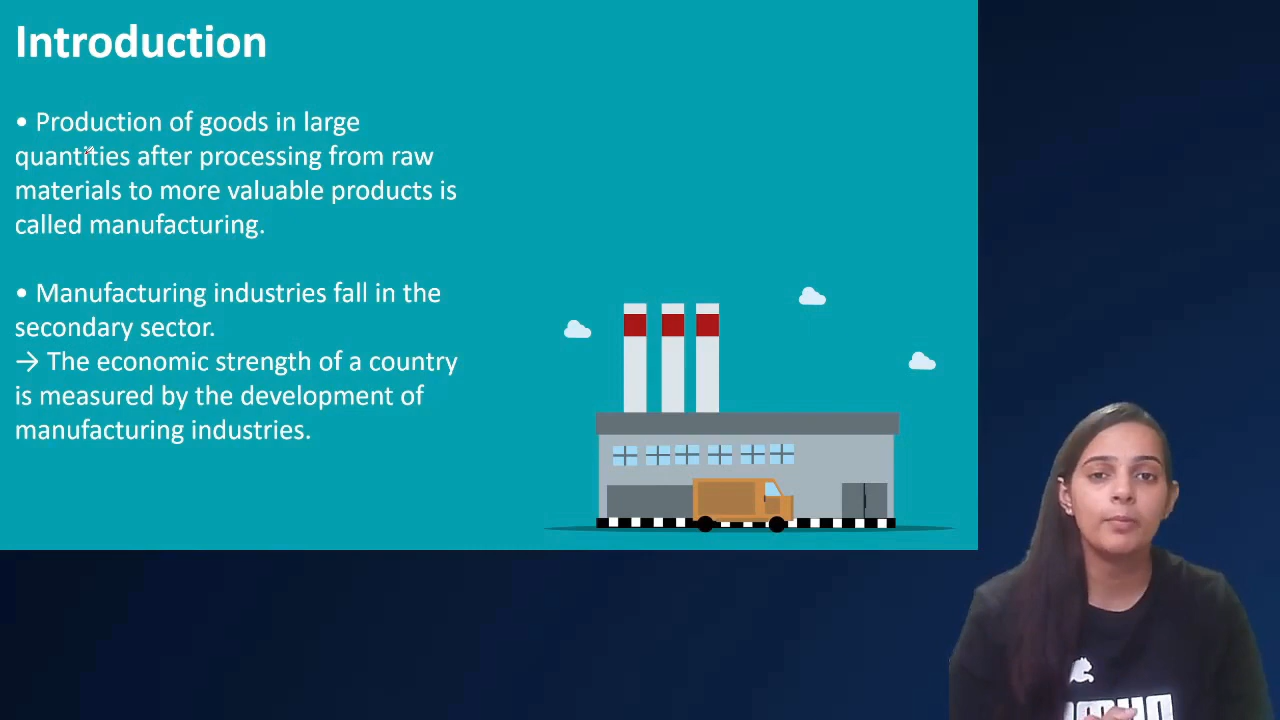 Introduction
• Production of goods in large
quantities after processing from raw
materials to more valuable products is
called manufacturing.
• Manufacturing industries fall in the
secondary sector.
→ The economic strength of a country
is measured by the development of
manufacturing industries.